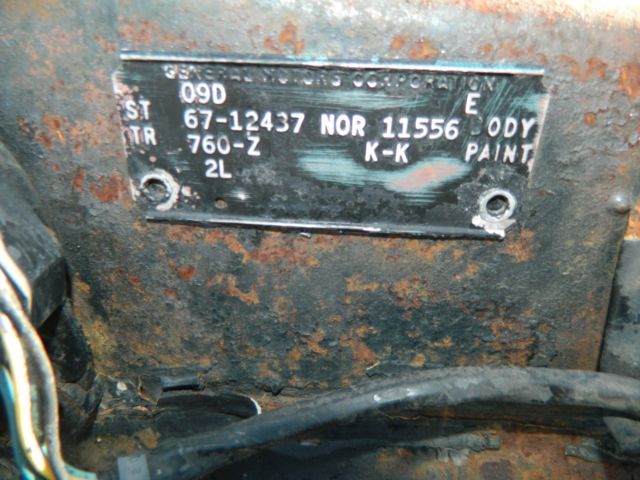 GENERAL MOTORS CORPORATION
09D E
ST 67-12437 NOR 11556 BODY
TR 760-Z K-K PAINT
2L